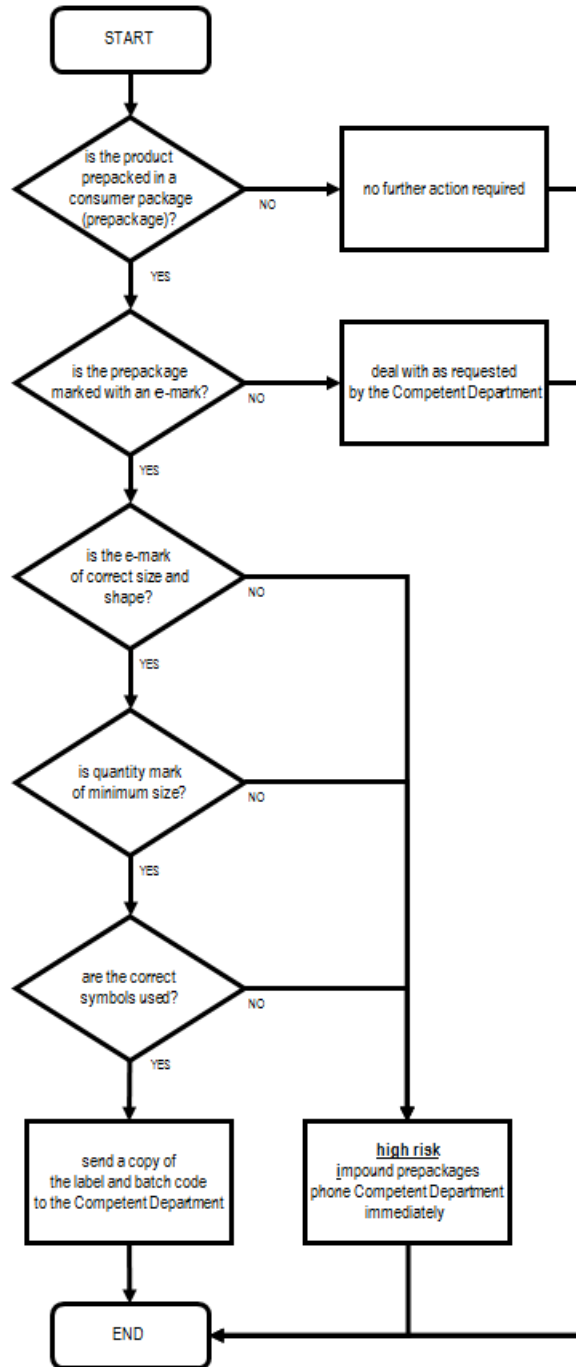 START
is the product
prepacked in a
consumer package
(prepackage)?
NO
no further action required
YES
is the prepackage
marked with an e-mark?
NO
deal with as requested
by the Competent Department
YES
is the e-mark
of correct size and
shape?
NO
YES
is quantity mark
of minimum size?
NO
YES
are the correct
symbols used?
NO
YES
send a copy of
the label and batch code
to the Competent Department
high risk
impound prepackages
phone Competent Department
immediately
END